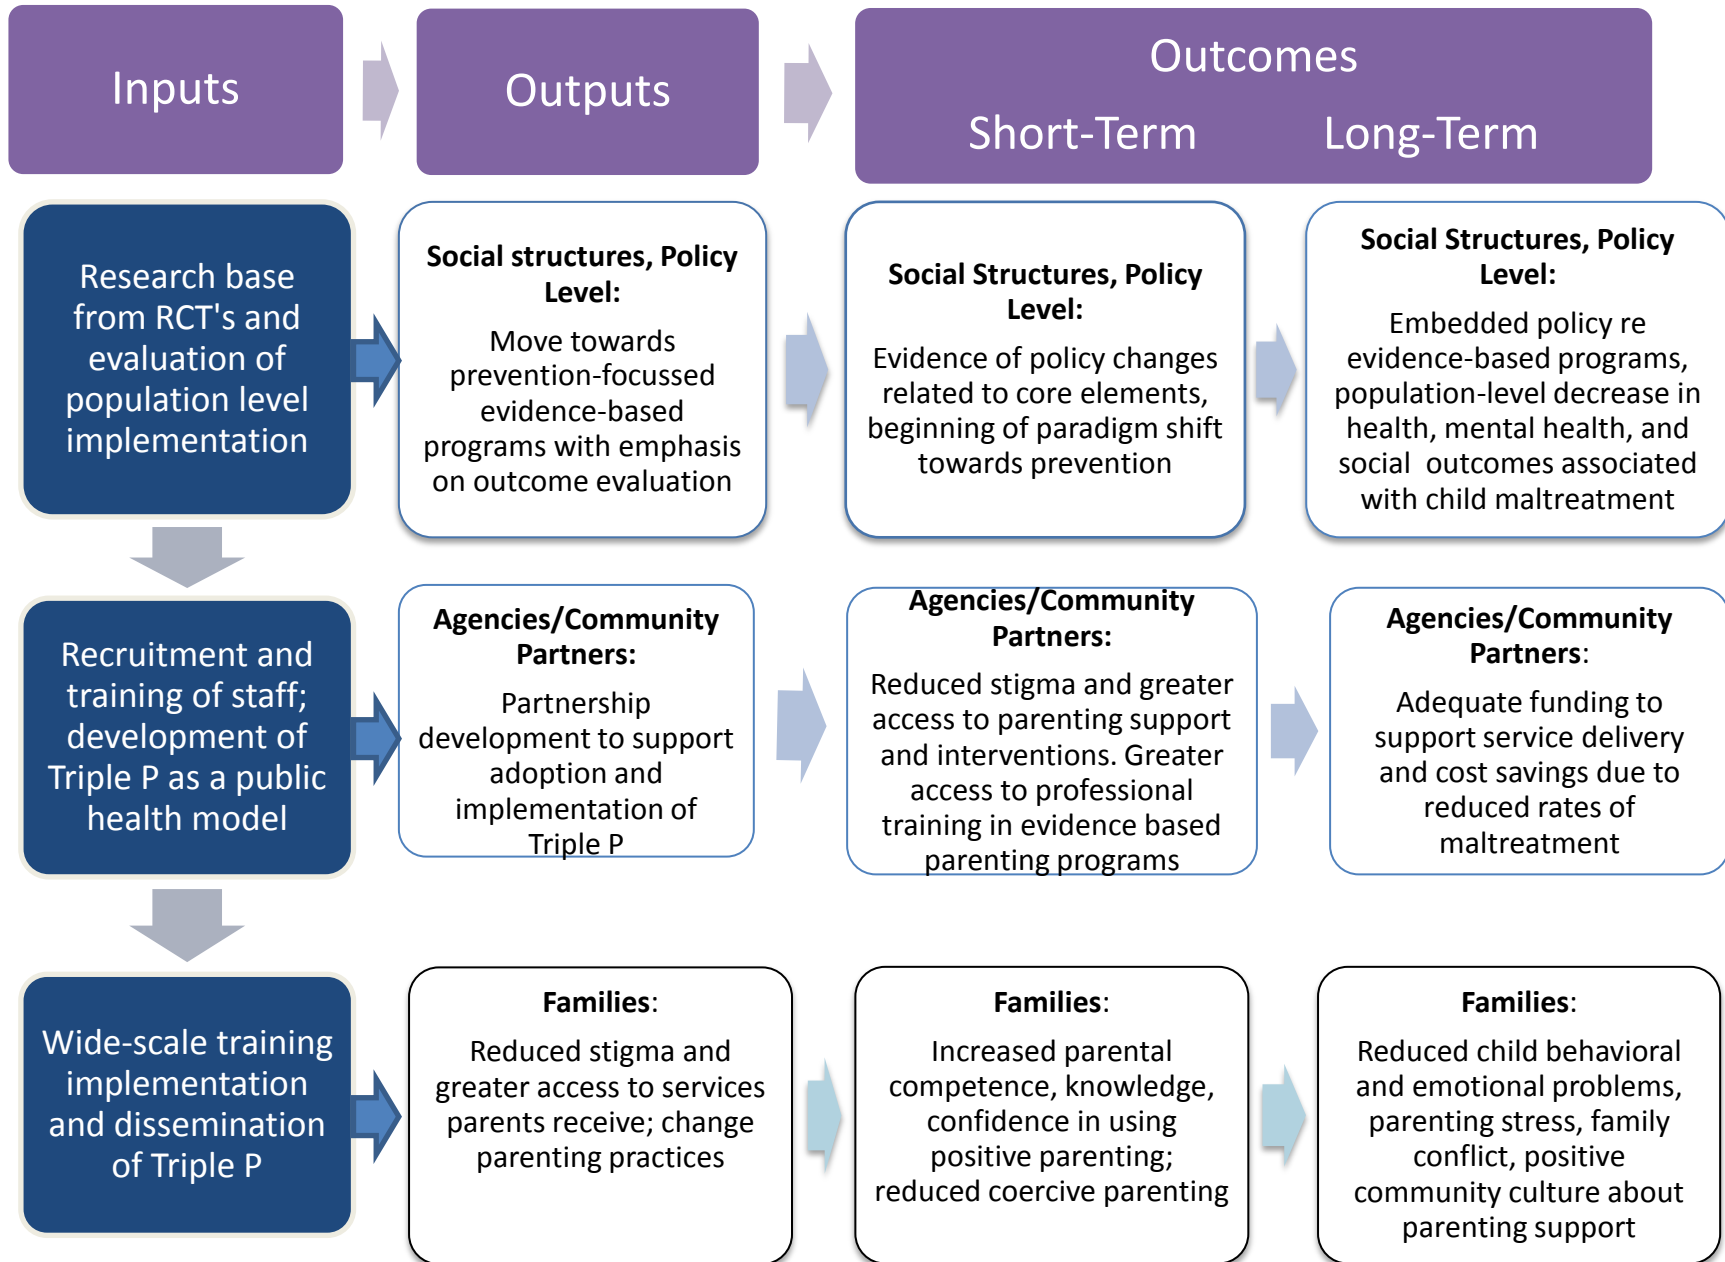 Inputs
Outputs
Outcomes
Short-Term Long-Term
Research base
from RCT's and
evaluation of
population level
implementation
Social structures, Policy
Level:
Move towards
prevention-focussed
evidence-based
programs with emphasis
on outcome evaluation
Social Structures, Policy
Level:
Evidence of policy changes
related to core elements,
beginning of paradigm shift
towards prevention
Social Structures, Policy
Level:
Embedded policy re
evidence-based programs,
population-level decrease in
health, mental health, and
social outcomes associated
with child maltreatment
Recruitment and
training of staff;
development of
Triple P as a public
health model
Agencies/Community
Partners:
Partnership
development to support
adoption and
implementation of
Triple P
Agencies/Community
Partners:
Reduced stigma and greater
access to parenting support
and interventions. Greater
access to professional
training in evidence based
parenting programs
Agencies/Community
Partners:
Adequate funding to
support service delivery
and cost savings due to
reduced rates of
maltreatment
Wide-scale training
implementation
and dissemination
of Triple P
Families:
Reduced stigma and
greater access to services
parents receive; change
parenting practices
Families:
Increased parental
competence, knowledge,
confidence in using
positive parenting;
reduced coercive parenting
Families:
Reduced child behavioral
and emotional problems,
parenting stress, family
conflict, positive
community culture about
parenting support